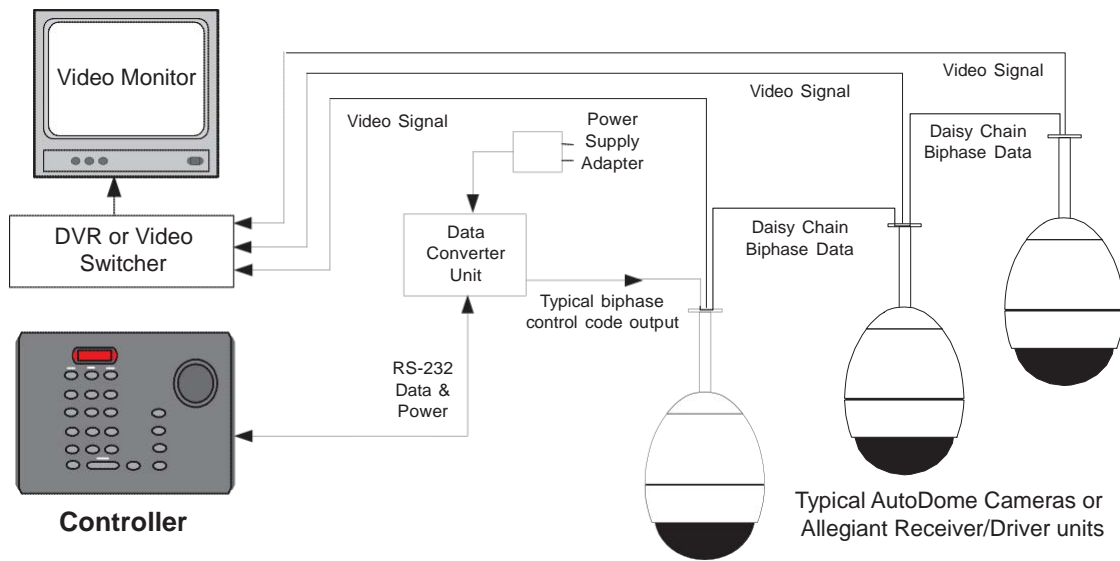 Video Monitor
Video Signal
Video Signal
Video Signal
Power
Supply
Adapter
Daisy Chain
Biphase Data
DVR or Video
Switcher
Data
Converter
Unit
Daisy Chain
Biphase Data
Typical biphase
control code output
RS-232
Data &
Power
Controller
Typical AutoDome Cameras or
Allegiant Receiver/Driver units